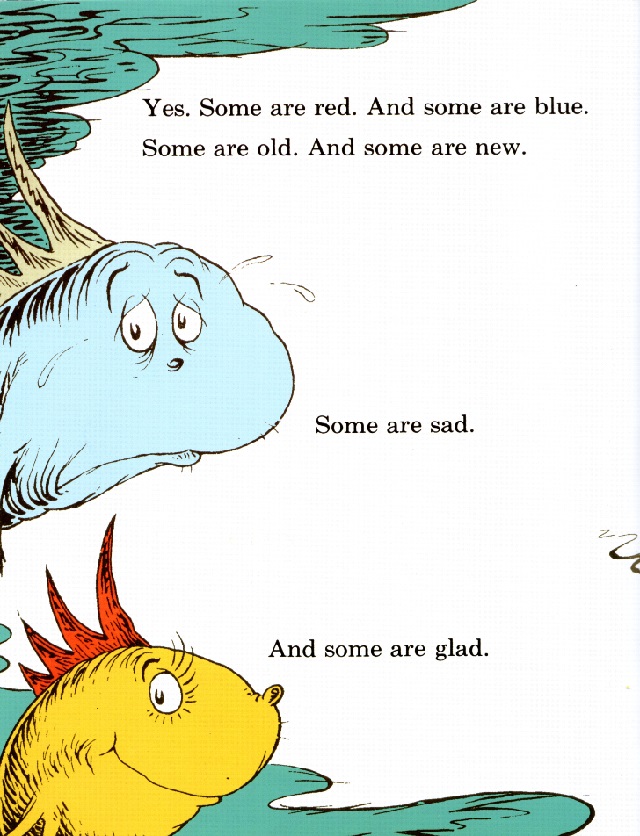 Yes. Some are red. And some are blue.
Some are old. And some are new.
Some are sad.
And some are glad.